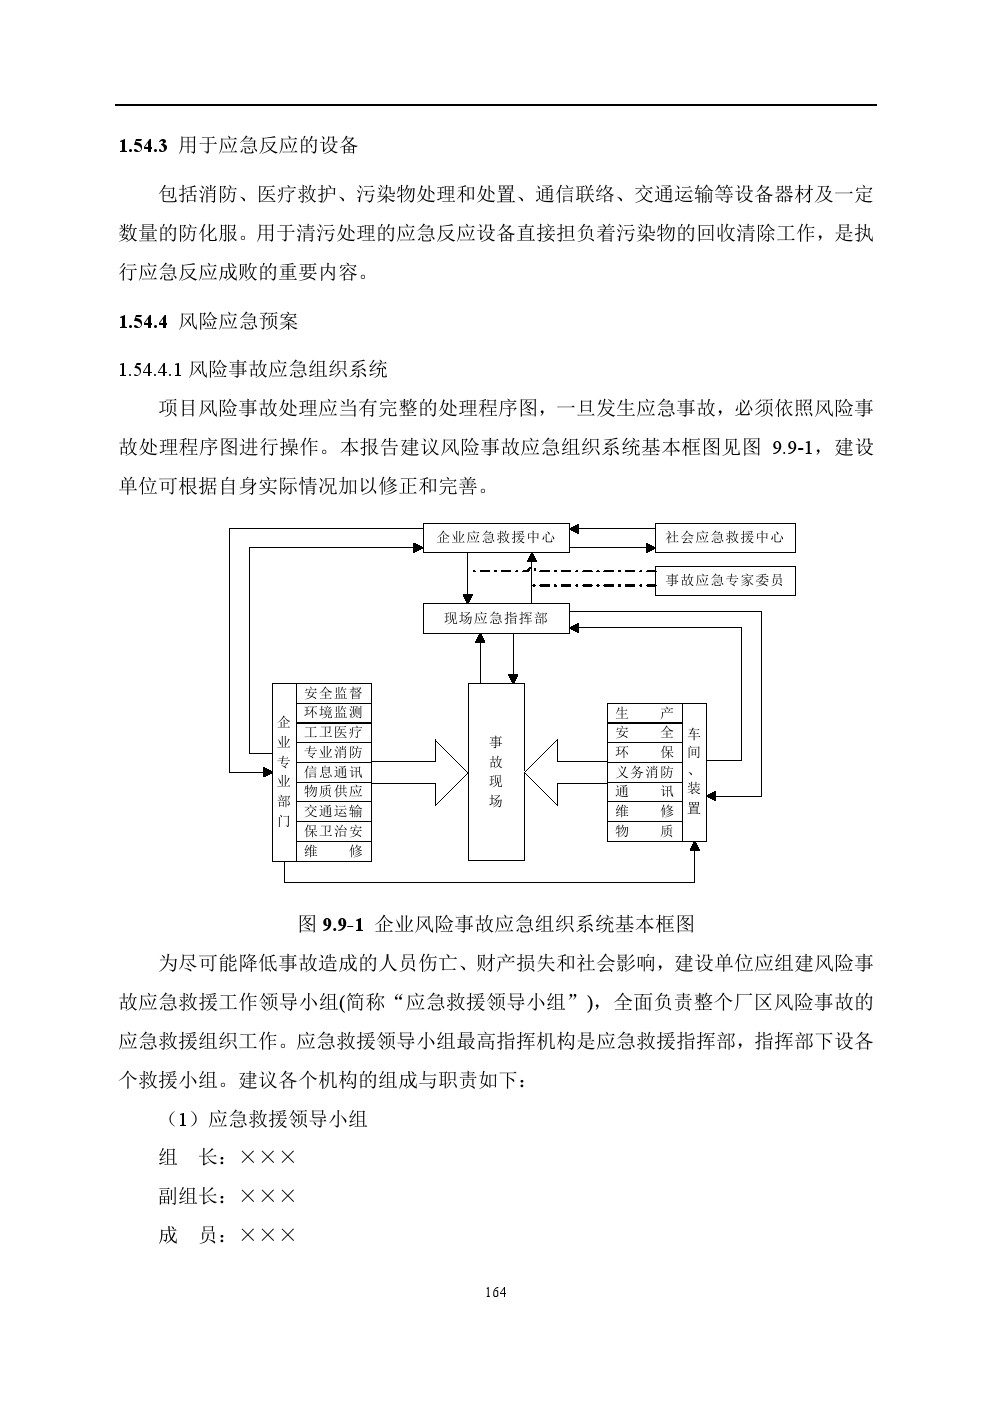 1.54.3 用于应急反应的设备
包括消防、医疗救护、污染物处理和处置、通信联络、交通运输等设备器材及一定
数量的防化服。用于清污处理的应急反应设备直接担负着污染物的回收清除工作，是执
行应急反应成败的重要内容。
1.54.4 风险应急预案
1.54.4.1 风险事故应急组织系统
项目风险事故处理应当有完整的处理程序图，一旦发生应急事故，必须依照风险事
故处理程序图进行操作。本报告建议风险事故应急组织系统基本框图见图 9.9-1，建设
单位可根据自身实际情况加以修正和完善。
企业应急救援中心
社会应急救援中心
事故应急专家委员
现场应急指挥部
企业专业部门
安全监督
环境监测
工卫医疗
专业消防
信息通讯
物质供应
交通运输
保卫治安
维 修
事故现场
生 产
安 全
环 保
义务消防
通 讯
维 修
物 质
车间、装置
图 9.9-1 企业风险事故应急组织系统基本框图
为尽可能降低事故造成的人员伤亡、财产损失和社会影响，建设单位应组建风险事
故应急救援工作领导小组(简称“应急救援领导小组”)，全面负责整个厂区风险事故的
应急救援组织工作。应急救援领导小组最高指挥机构是应急救援指挥部，指挥部下设各
个救援小组。建议各个机构的组成与职责如下：
（1）应急救援领导小组
组 长：×××
副组长：×××
成 员：×××
164